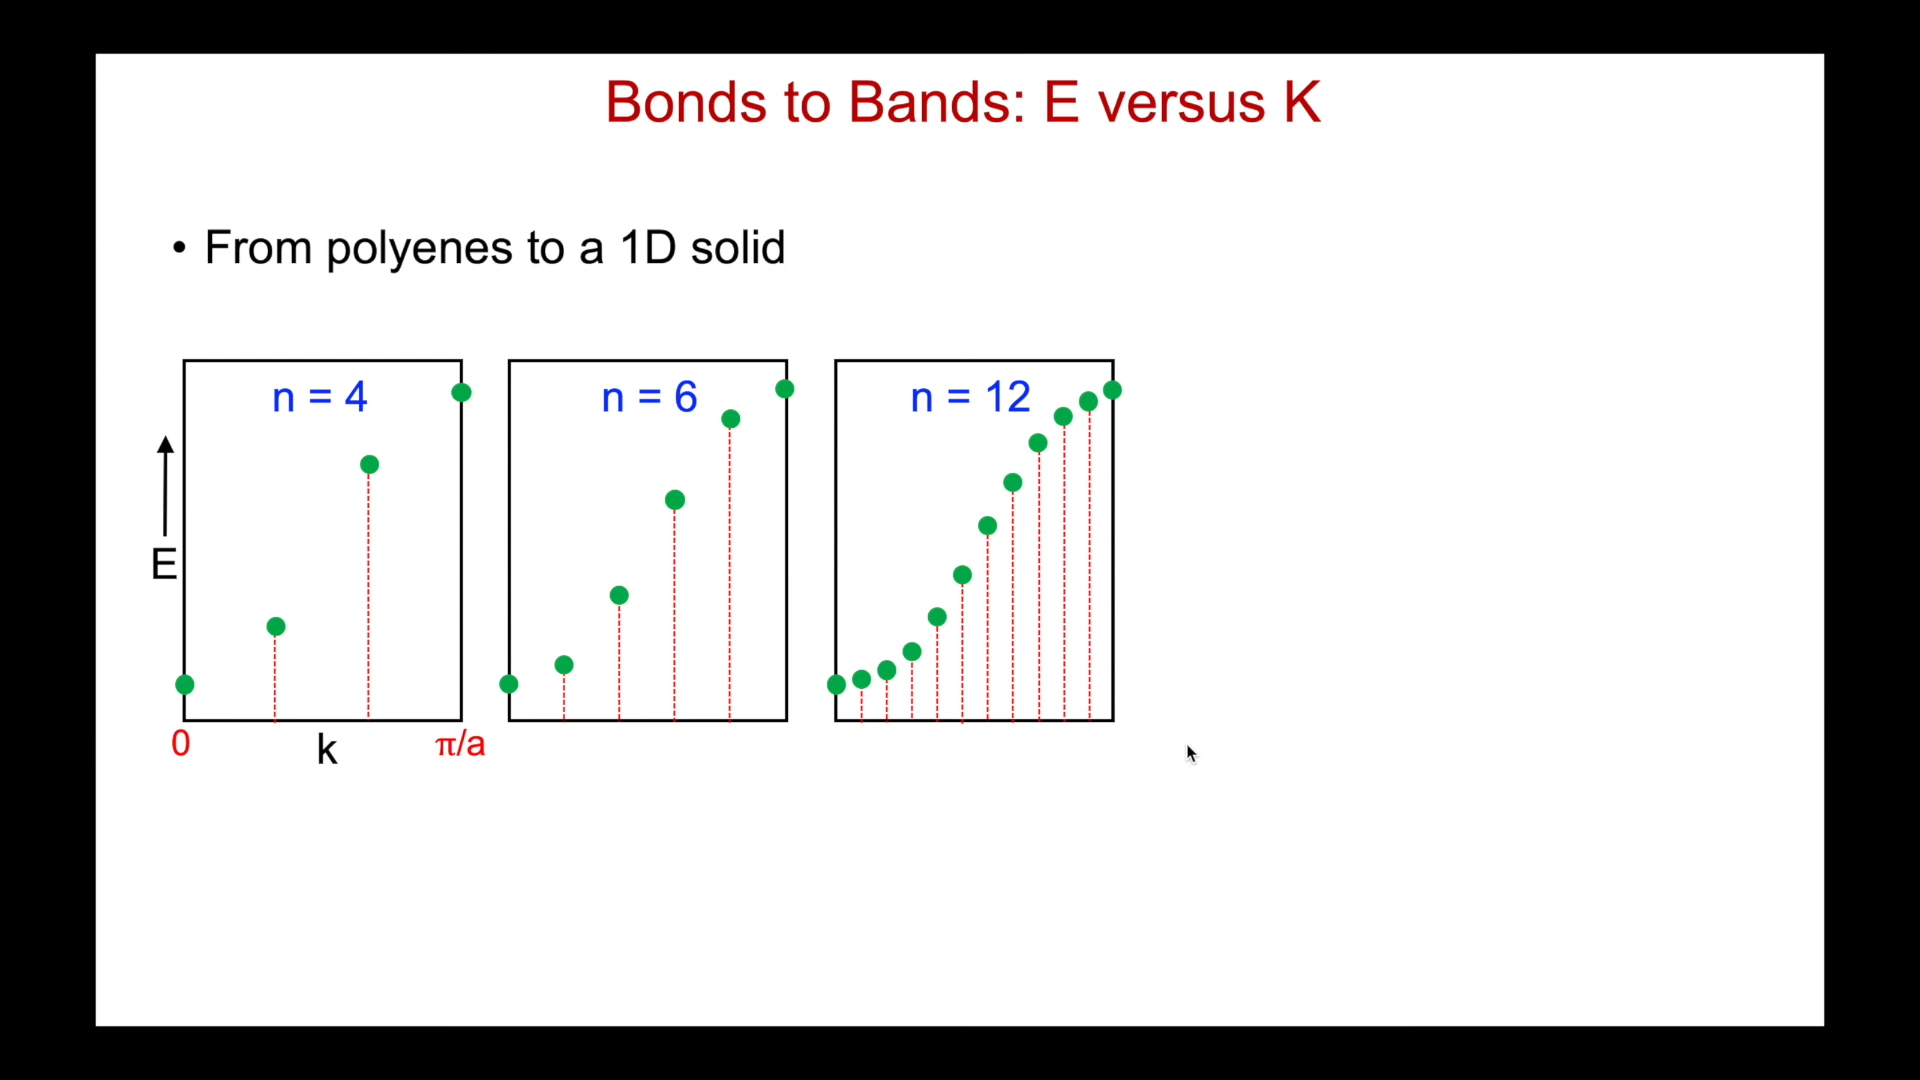 Bonds to Bands: E versus K
• From polyenes to a 1D solid
n = 4
n = 6
n = 12
E
0
k
π/a